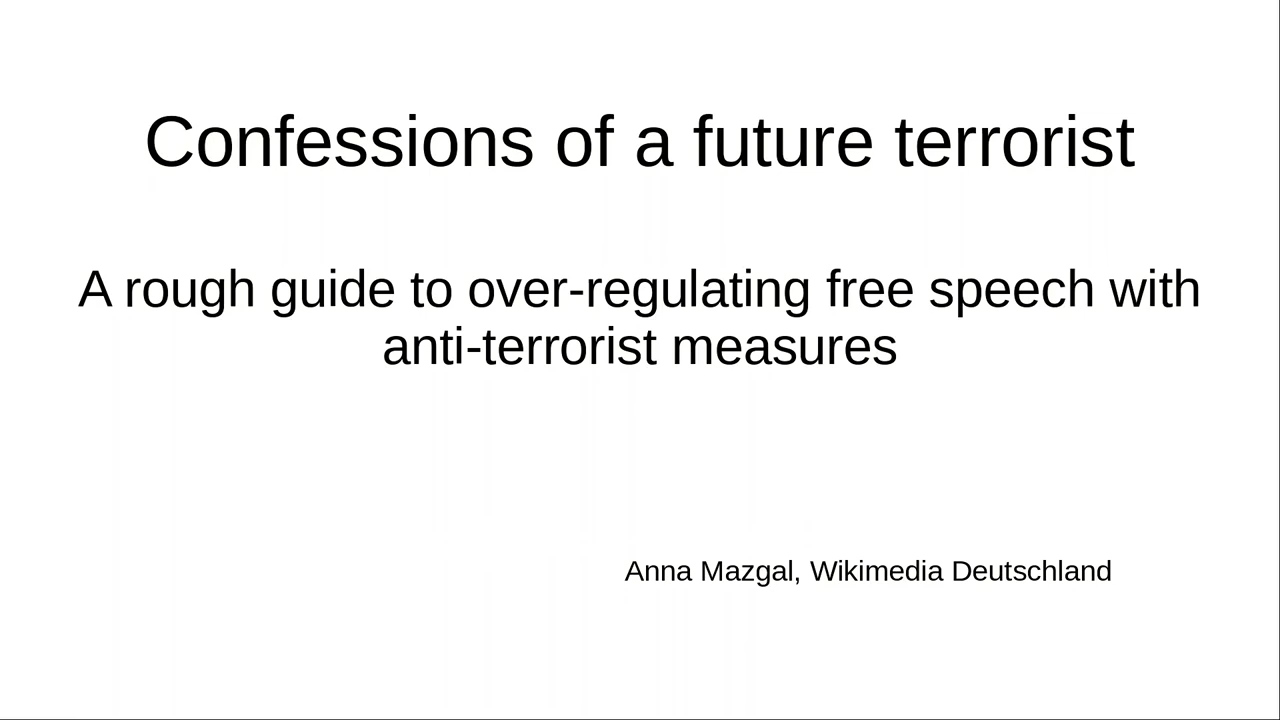 Confessions of a future terrorist
A rough guide to over-regulating free speech with
anti-terrorist measures
Anna Mazgal, Wikimedia Deutschland